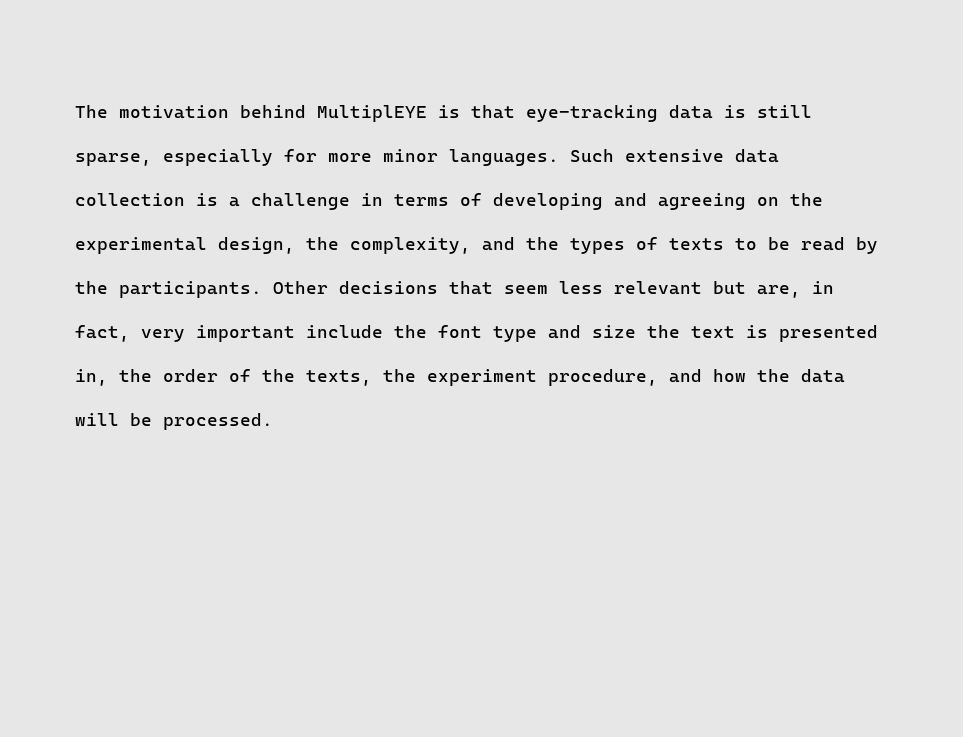 The motivation behind MultiplEYE is that eye-tracking data is still
sparse, especially for more minor languages. Such extensive data
collection is a challenge in terms of developing and agreeing on the
experimental design, the complexity, and the types of texts to be read by
the participants. Other decisions that seem less relevant but are, in
fact, very important include the font type and size the text is presented
in, the order of the texts, the experiment procedure, and how the data
will be processed.